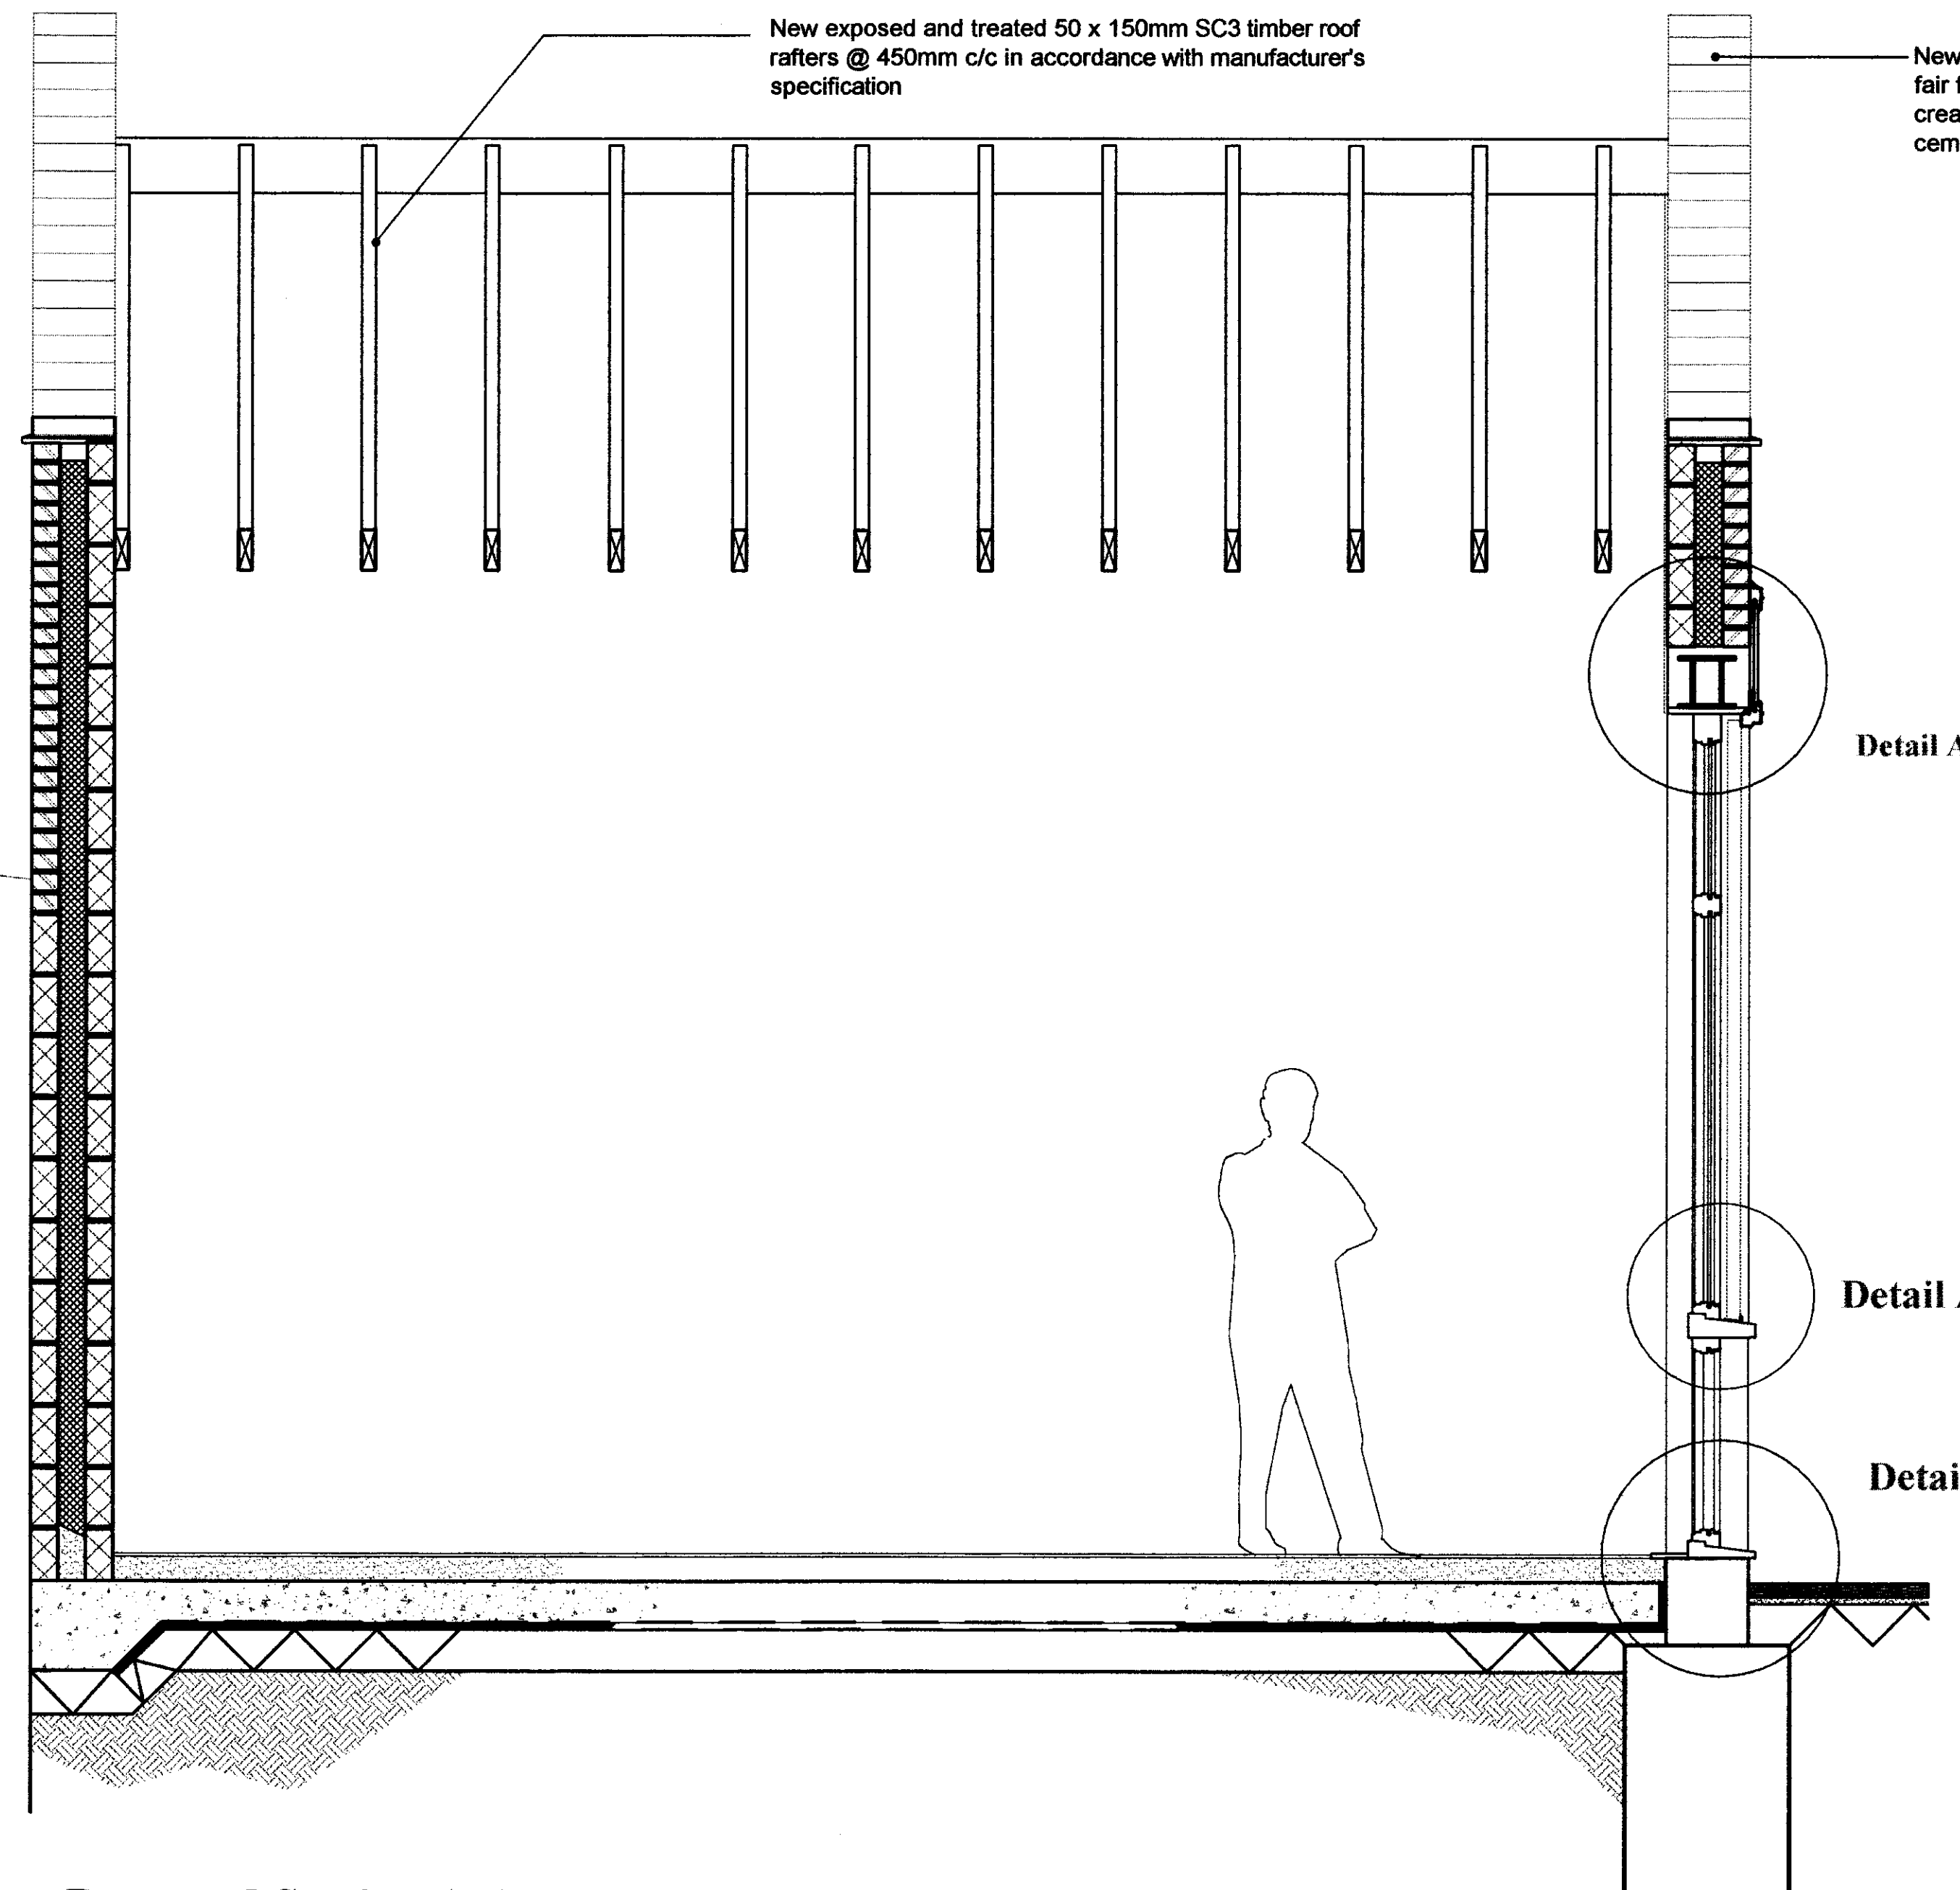 New exposed and treated 50 x 150mm SC3 timber roof
rafters @ 450mm c/c in accordance with manufacturer's
specification
New
fair f
crea
cem
Detail A
Detail
Detai